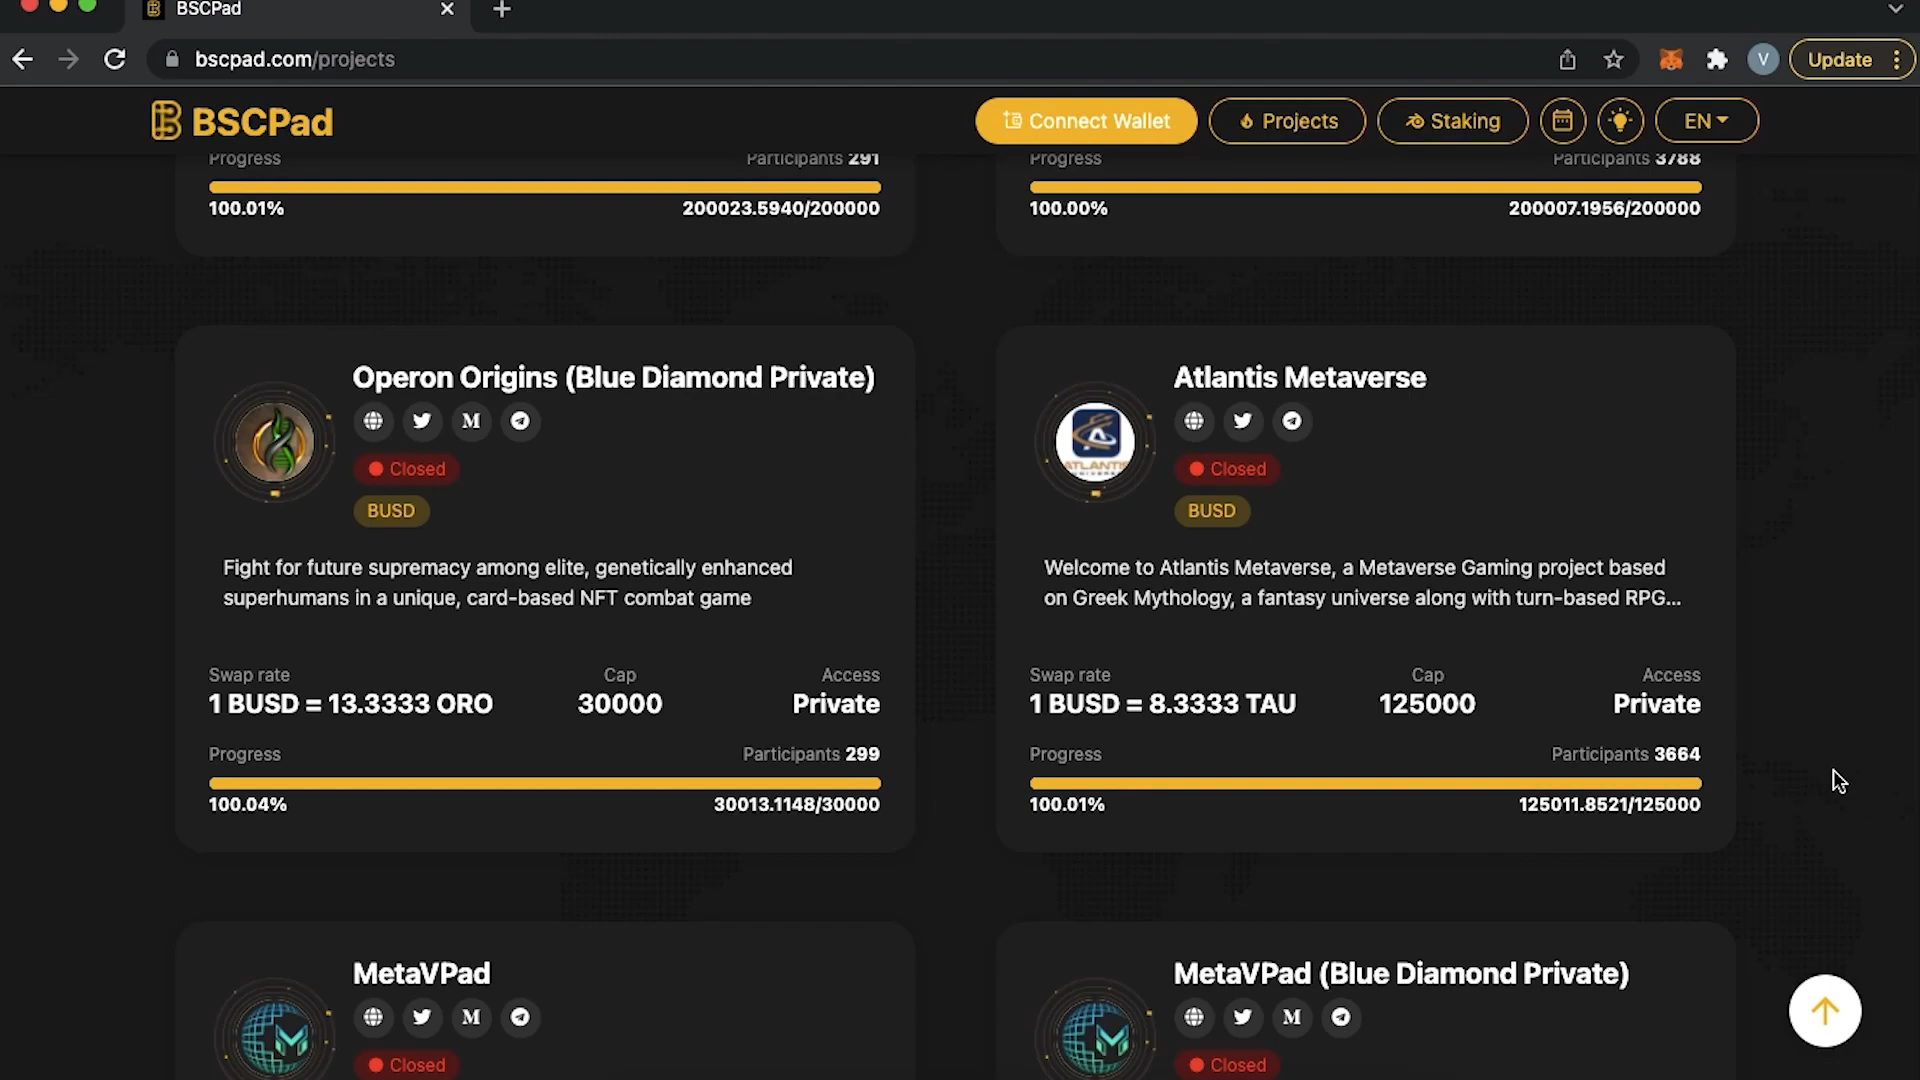 BSCPad
bscpad.com/projects
V
Update
BSCPad
Connect Wallet
Projects
Staking
EN
Progress
Participants 291
100.01%
200023.5940/200000
Progress
Participants 3788
100.00%
200007.1956/200000
Operon Origins (Blue Diamond Private)
M
Closed
BUSD
Fight for future supremacy among elite, genetically enhanced
superhumans in a unique, card-based NFT combat game
Swap rate
Cap
Access
1 BUSD = 13.3333 ORO
30000
Private
Progress
Participants 299
100.04%
30013.1148/30000
Atlantis Metaverse
ATLANTIS
Closed
BUSD
Welcome to Atlantis Metaverse, a Metaverse Gaming project based
on Greek Mythology, a fantasy universe along with turn-based RPG...
Swap rate
Cap
Access
1 BUSD = 8.3333 TAU
125000
Private
Progress
Participants 3664
100.01%
125011.8521/125000
MetaVPad
M
Closed
MetaVPad (Blue Diamond Private)
M
Closed